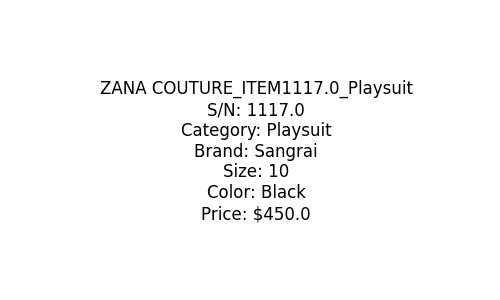 ZANA COUTURE_ITEM1117.0_Playsuit
S/N: 1117.0
Category: Playsuit
Brand: Sangrai
Size: 10
Color: Black
Price: $450.0